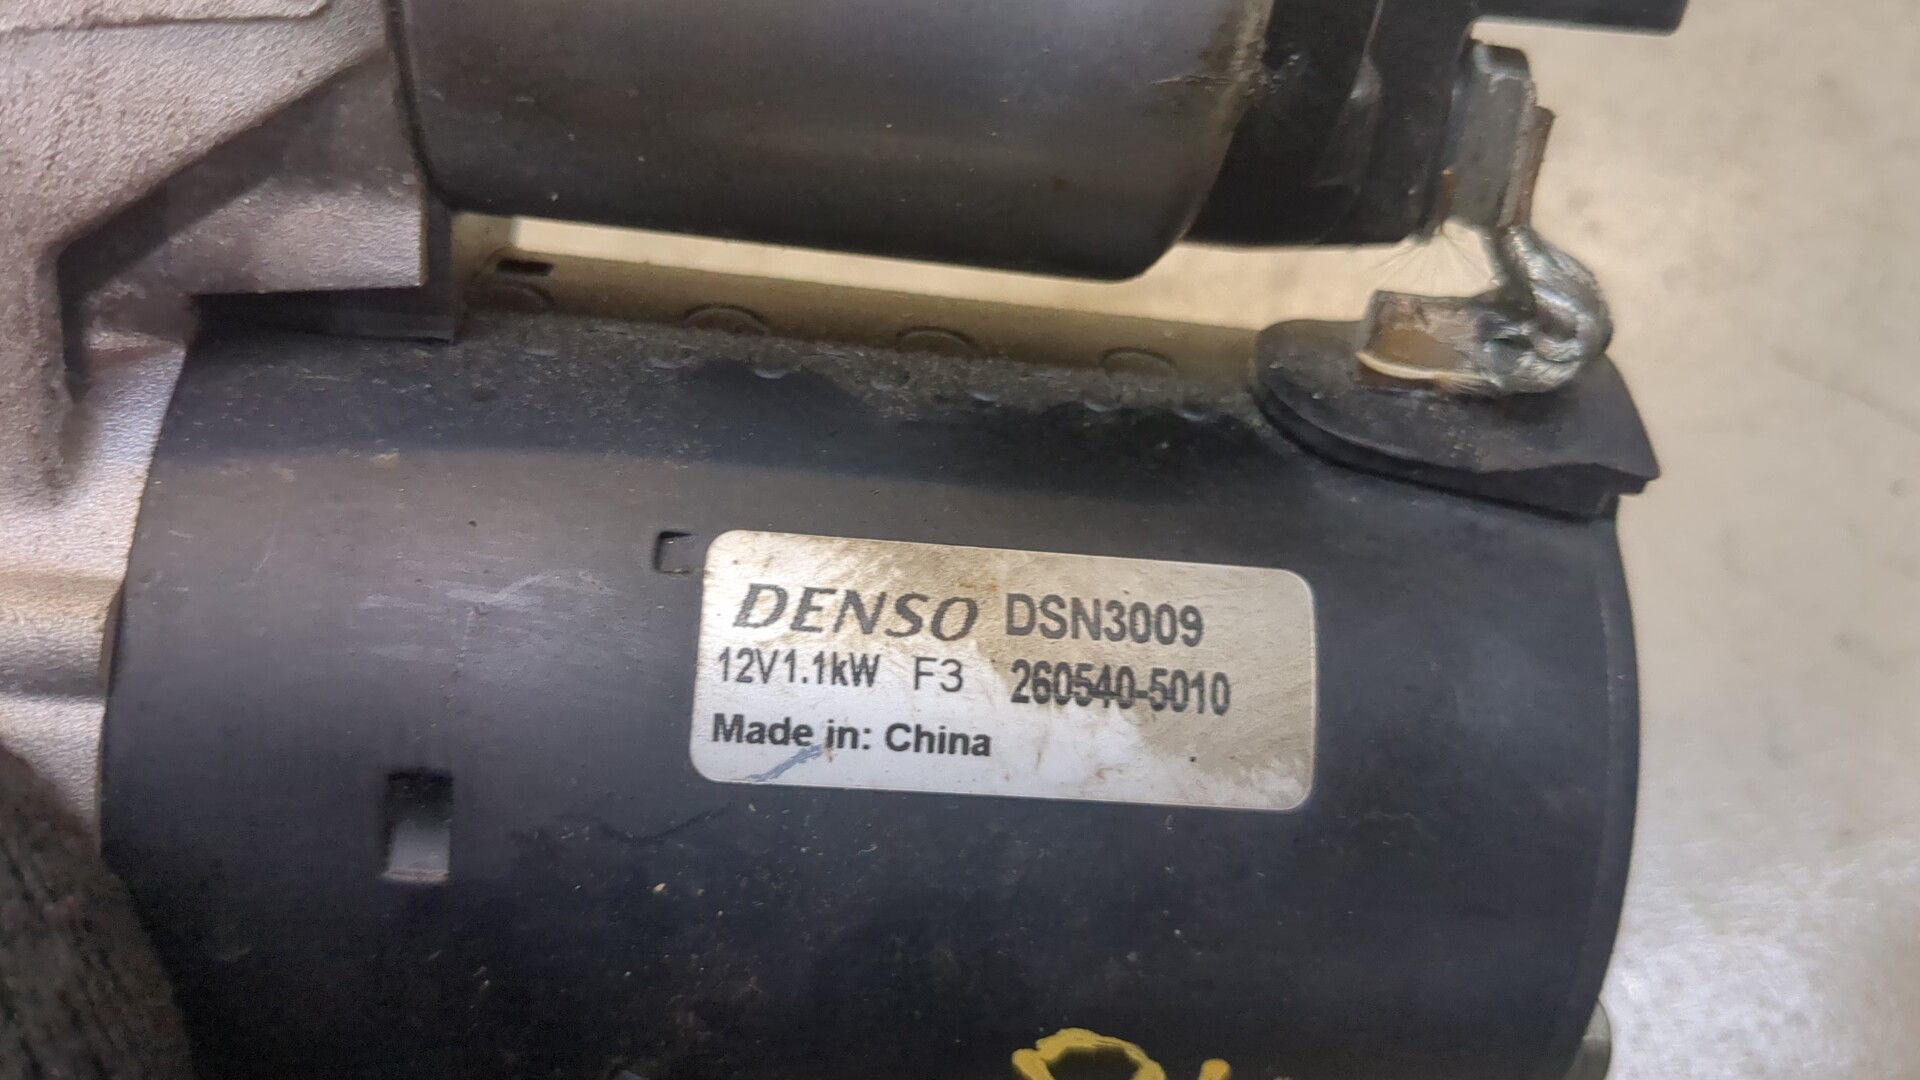 DENSO DSN3009
12V1.1kW F3 260540-5010
Made in: China